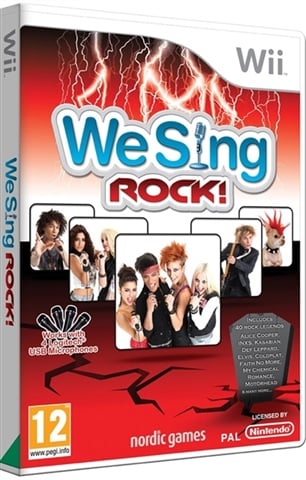 Wii
Wii
We Sing
ROCK!
We Sing
ROCK!
Works with
4 Logitech
USB Microphones
INCLUDES
40 ROCK LEGENDS
ALICE COOPER,
INXS, KASABIAN,
DEF LEPPARD,
ELVIS, COLDPLAY,
FAITH NO MORE,
MY CHEMICAL
ROMANCE,
MOTÖRHEAD
& MANY MORE...
12
www.pegi.info
nordic games
PAL
LICENSED BY
Nintendo